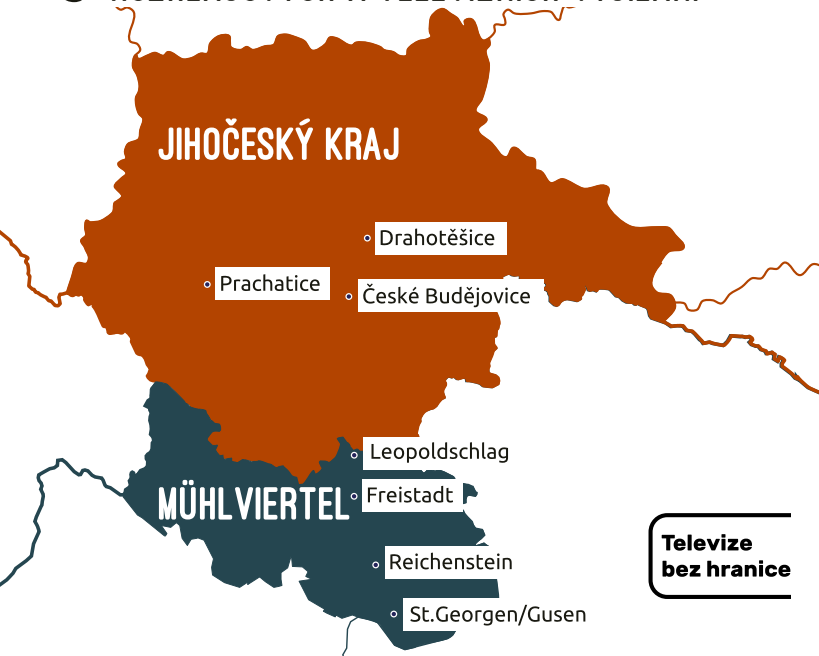 JIHOČESKÝ KRAJ
Drahotěšice
Prachatice
České Budějovice
Leopoldschlag
MÜHLVIERTEL
Freistadt
Televize
bez hranice
Reichenstein
St.Georgen/Gusen